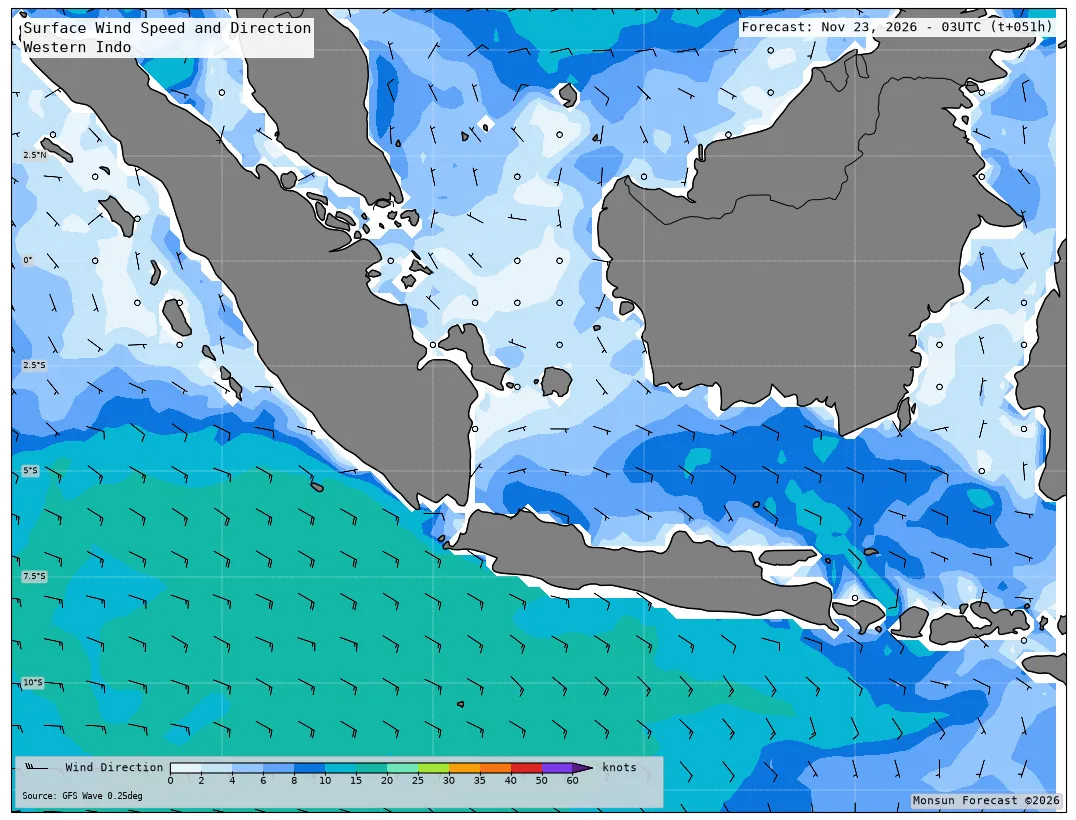 Surface Wind Speed and Direction
Western Indo
Forecast: Nov 23, 2026 - 03UTC (t+051h)
2.5°N
0°
2.5°S
5°S
7.5°S
10°S
Wind Direction
0 2 4 6 8 10 15 20 25 30 35 40 50 60
knots
Source: GFS Wave 0.25deg
Monsun Forecast ©2026